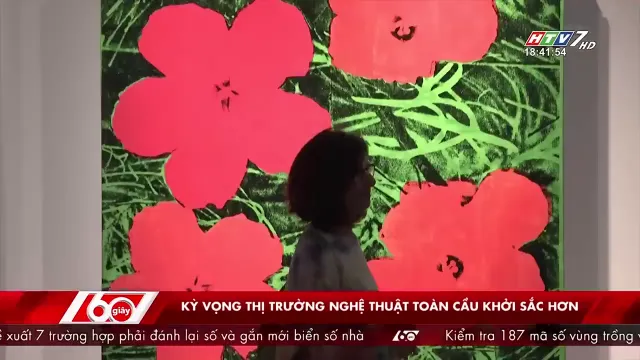 HTV7 HD
18:41:54
60 giây
KỲ VỌNG THỊ TRƯỜNG NGHỆ THUẬT TOÀN CẦU KHỞI SẮC HƠN
xuất 7 trường hợp phải đánh lại số và gắn mới biển số nhà 60 Kiểm tra 187 mã số vùng trồng